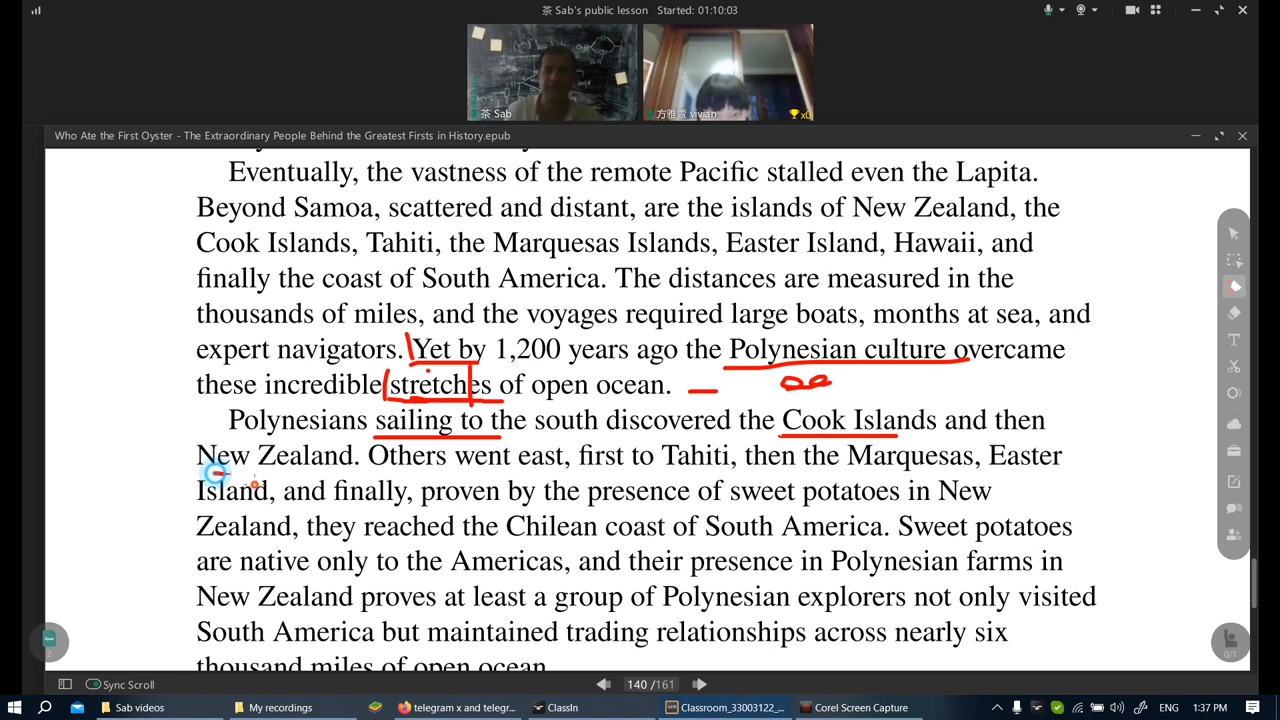 茶 Sab's public lesson Started: 01:10:03
茶 Sab
方雅萱 vivian
x0
Who Ate the First Oyster - The Extraordinary People Behind the Greatest Firsts in History.epub
Eventually, the vastness of the remote Pacific stalled even the Lapita.
Beyond Samoa, scattered and distant, are the islands of New Zealand, the
Cook Islands, Tahiti, the Marquesas Islands, Easter Island, Hawaii, and
finally the coast of South America. The distances are measured in the
thousands of miles, and the voyages required large boats, months at sea, and
expert navigators. Yet by 1,200 years ago the Polynesian culture overcame
these incredible stretches of open ocean.
Polynesians sailing to the south discovered the Cook Islands and then
New Zealand. Others went east, first to Tahiti, then the Marquesas, Easter
Island, and finally, proven by the presence of sweet potatoes in New
Zealand, they reached the Chilean coast of South America. Sweet potatoes
are native only to the Americas, and their presence in Polynesian farms in
New Zealand proves at least a group of Polynesian explorers not only visited
South America but maintained trading relationships across nearly six
thousand miles of open ocean.
2
0/1
Sync Scroll
140 /161
Sab videos
My recordings
telegram x and telegr...
ClassIn
Classroom_33003122_...
Corel Screen Capture
ENG
1:37 PM